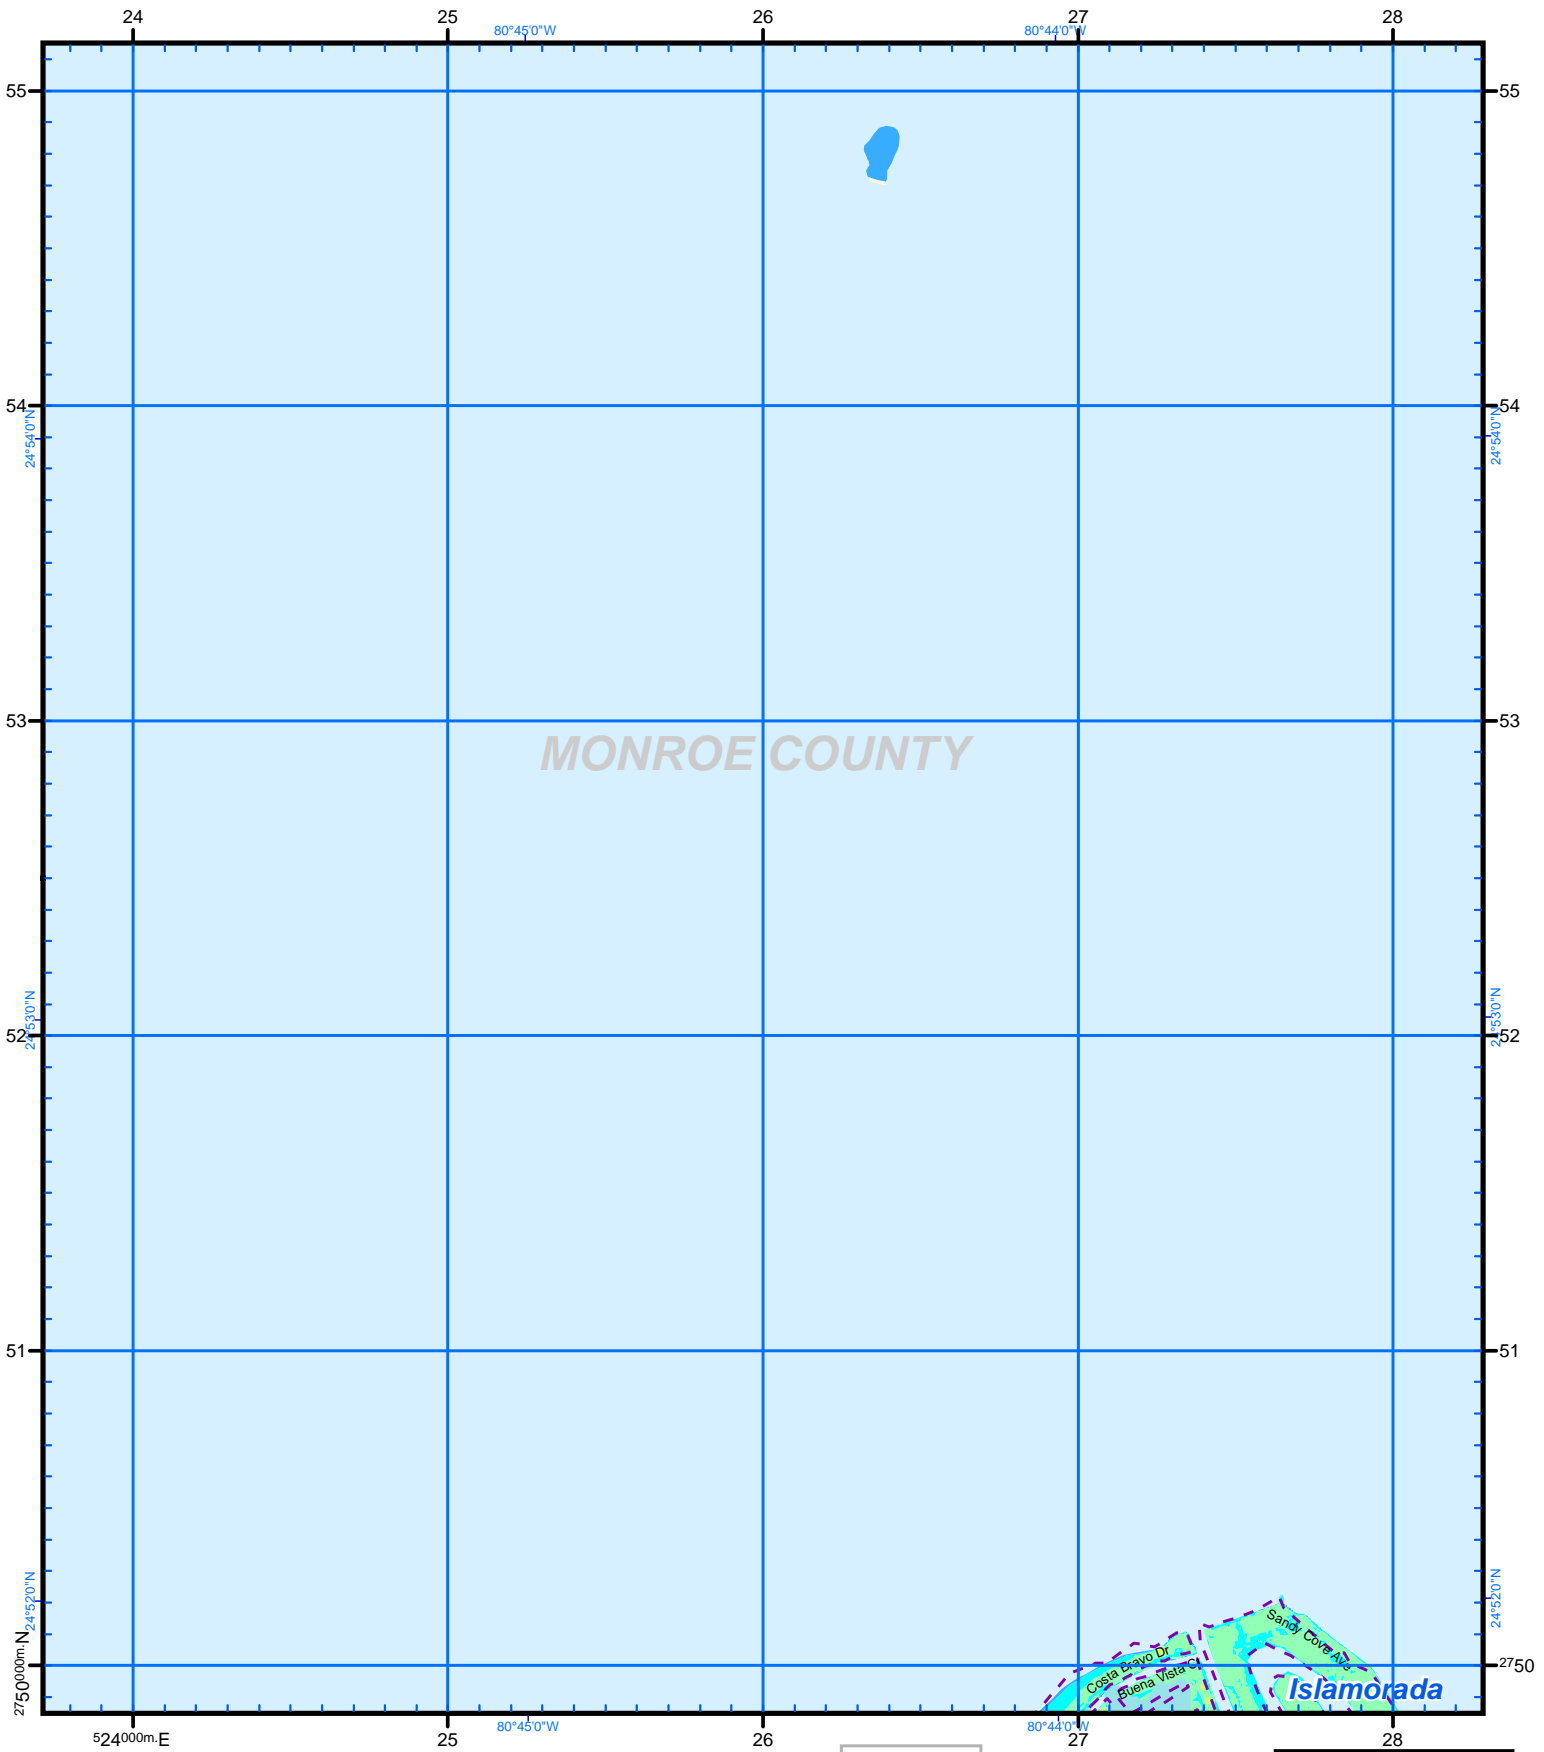 24 25 26 27 28
80°45'0"W 80°44'0"W
55 55
54 54
24°54'0"N 24°54'0"N
53 53
MONROE COUNTY
24°53'0"N 24°53'0"N
52 52
51 51
24°52'0"N 24°52'0"N
Sandy Cove Ave
Costa Bravo Dr
2750000m.N 2750
Buena Vista C
Islamorada
80°45'0"W 80°44'0"W
524000m.E 25 26 27 28